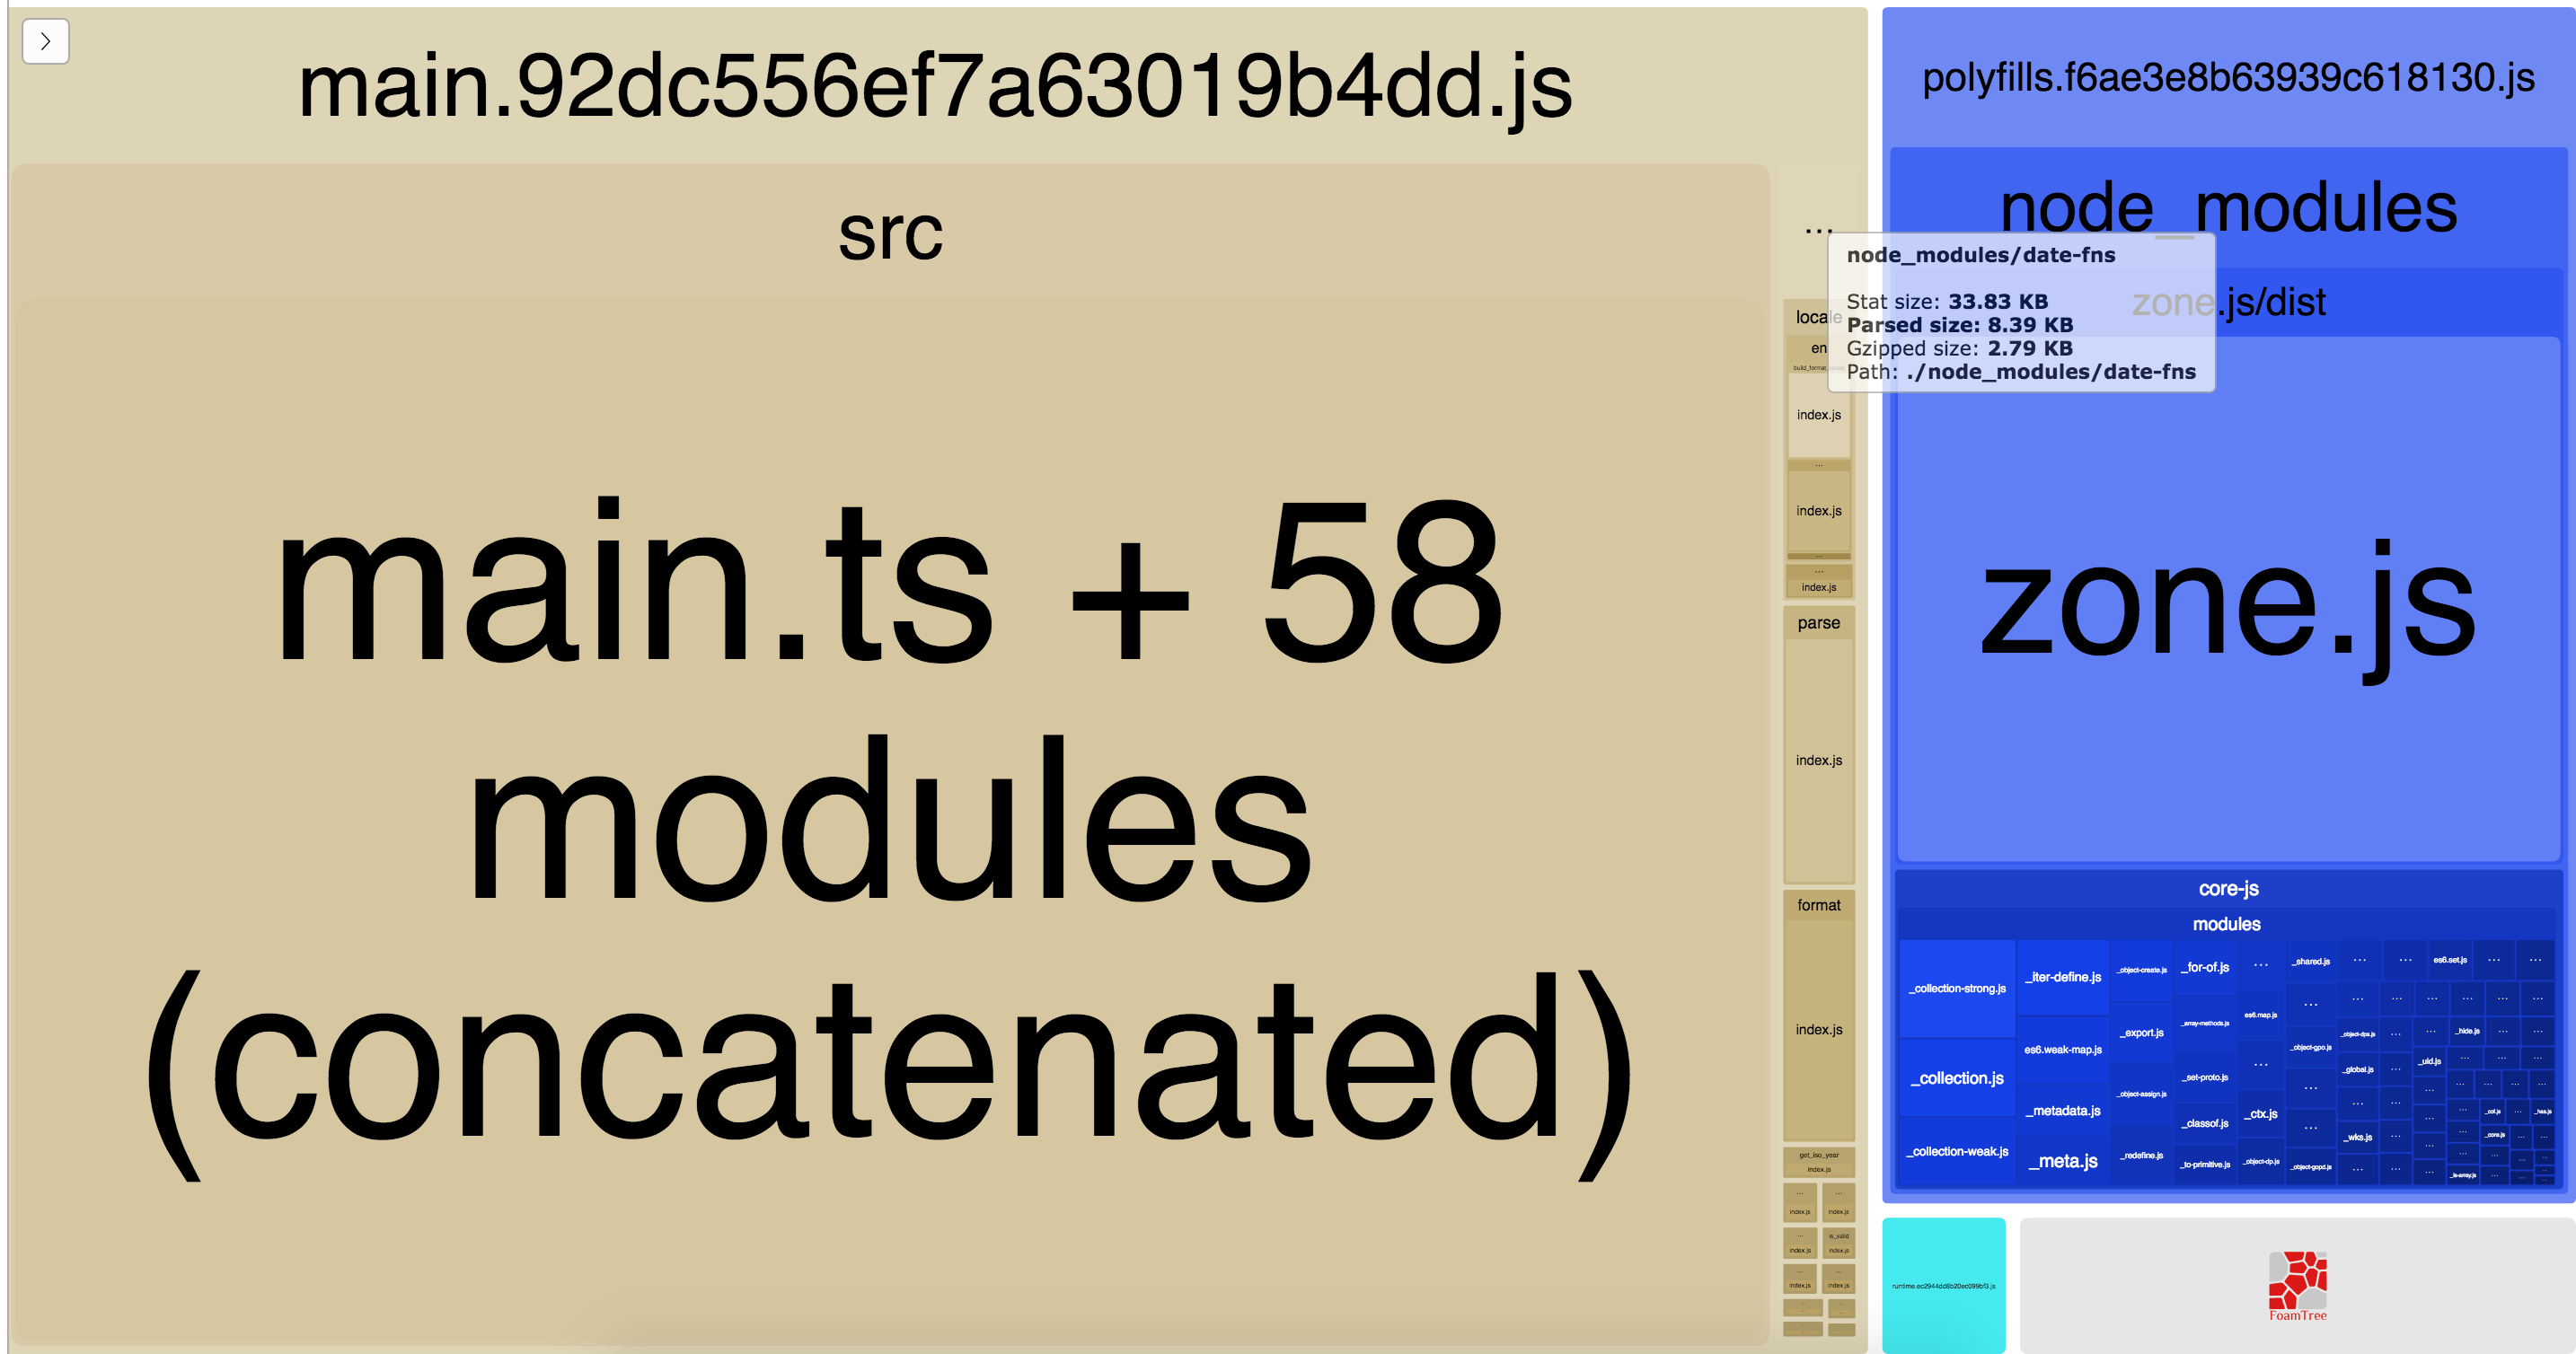 main.92dc556ef7a63019b4dd.js
src
main.ts + 58
modules
(concatenated)
...
locale
en
index.js
...
index.js
...
...
index.js
parse
index.js
format
index.js
get_iso_year
index.js
...
index.js
...
index.js
...
index.js
is_valid
index.js
...
index.js
...
index.js
node_modules/date-fns
Stat size: 33.83 KB
Parsed size: 8.39 KB
Gzipped size: 2.79 KB
Path: ./node_modules/date-fns
polyfills.f6ae3e8b63939c618130.js
node_modules
zone.js/dist
zone.js
core-js
modules
_collection-strong.js
_collection.js
_collection-weak.js
_iter-define.js
es6.weak-map.js
_metadata.js
_meta.js
_object-create.js
_export.js
_object-assign.js
_redefine.js
_for-of.js
_array-methods.js
_set-proto.js
_classof.js
_to-primitive.js
...
es6.map.js
...
_ctx.js
_object-dp.js
_shared.js
...
_object-gpo.js
...
...
_object-gopd.js
...
...
_object-dps.js
_global.js
...
_wks.js
...
es6.set.js
_hide.js
_uid.js
_cof.js
_has.js
_core.js
_is-array.js
FoamTree